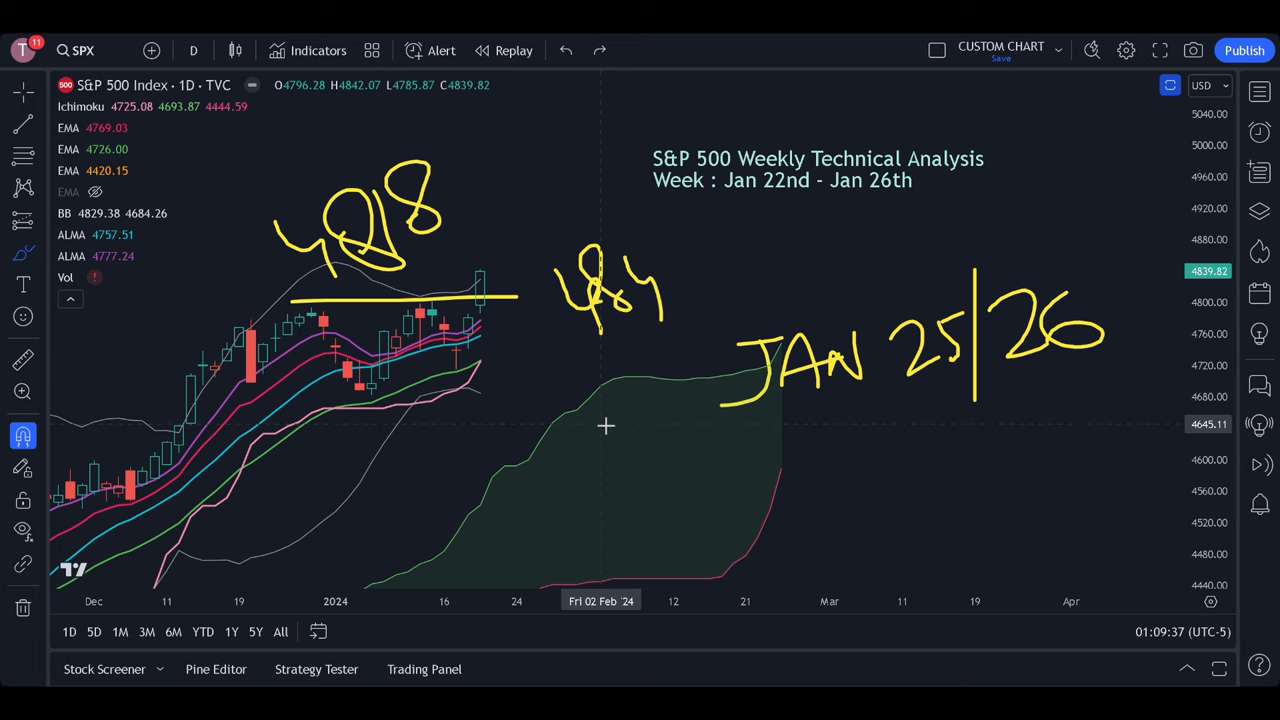 T 11 SPX D Indicators Alert Replay CUSTOM CHART Save Publish
S&P 500 Index · 1D · TVC O4796.28 H4842.07 L4785.87 C4839.82 USD
Ichimoku 4725.08 4693.87 4444.59
EMA 4769.03
EMA 4726.00
EMA 4420.15
EMA
BB 4829.38 4684.26
ALMA 4757.51
ALMA 4777.24
Vol
S&P 500 Weekly Technical Analysis
Week : Jan 22nd - Jan 26th
JAN 25/26
5040.00
5000.00
4960.00
4920.00
4880.00
4839.82
4800.00
4760.00
4720.00
4680.00
4645.11
4600.00
4560.00
4520.00
4480.00
4440.00
Dec 11 19 2024 16 24 Fri 02 Feb '24 12 21 Mar 11 19 Apr
1D 5D 1M 3M 6M YTD 1Y 5Y All 01:09:37 (UTC-5)
Stock Screener Pine Editor Strategy Tester Trading Panel